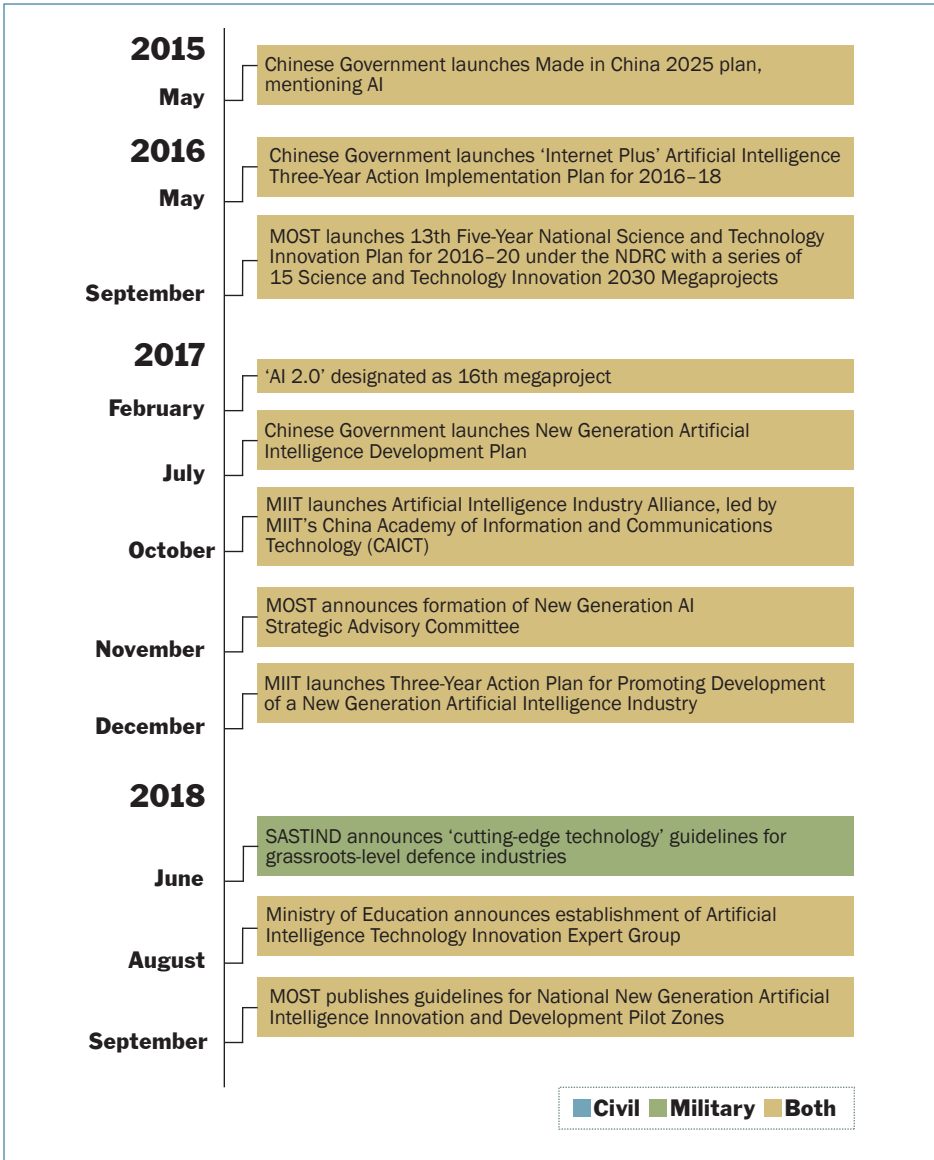 2015
May
Chinese Government launches Made in China 2025 plan,
mentioning AI
2016
May
Chinese Government launches ‘Internet Plus’ Artificial Intelligence
Three-Year Action Implementation Plan for 2016–18
September
MOST launches 13th Five-Year National Science and Technology
Innovation Plan for 2016–20 under the NDRC with a series of
15 Science and Technology Innovation 2030 Megaprojects
2017
February
‘AI 2.0’ designated as 16th megaproject
July
Chinese Government launches New Generation Artificial
Intelligence Development Plan
October
MIIT launches Artificial Intelligence Industry Alliance, led by
MIIT’s China Academy of Information and Communications
Technology (CAICT)
November
MOST announces formation of New Generation AI
Strategic Advisory Committee
December
MIIT launches Three-Year Action Plan for Promoting Development
of a New Generation Artificial Intelligence Industry
2018
June
SASTIND announces ‘cutting-edge technology’ guidelines for
grassroots-level defence industries
August
Ministry of Education announces establishment of Artificial
Intelligence Technology Innovation Expert Group
September
MOST publishes guidelines for National New Generation Artificial
Intelligence Innovation and Development Pilot Zones
Civil Military Both